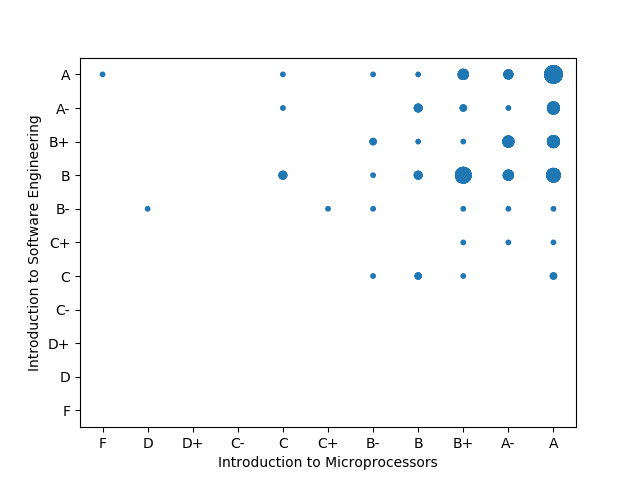 Introduction to Software Engineering
A
A-
B+
B
B-
C+
C
C-
D+
D
F
F D D+ C- C C+ B- B B+ A- A
Introduction to Microprocessors